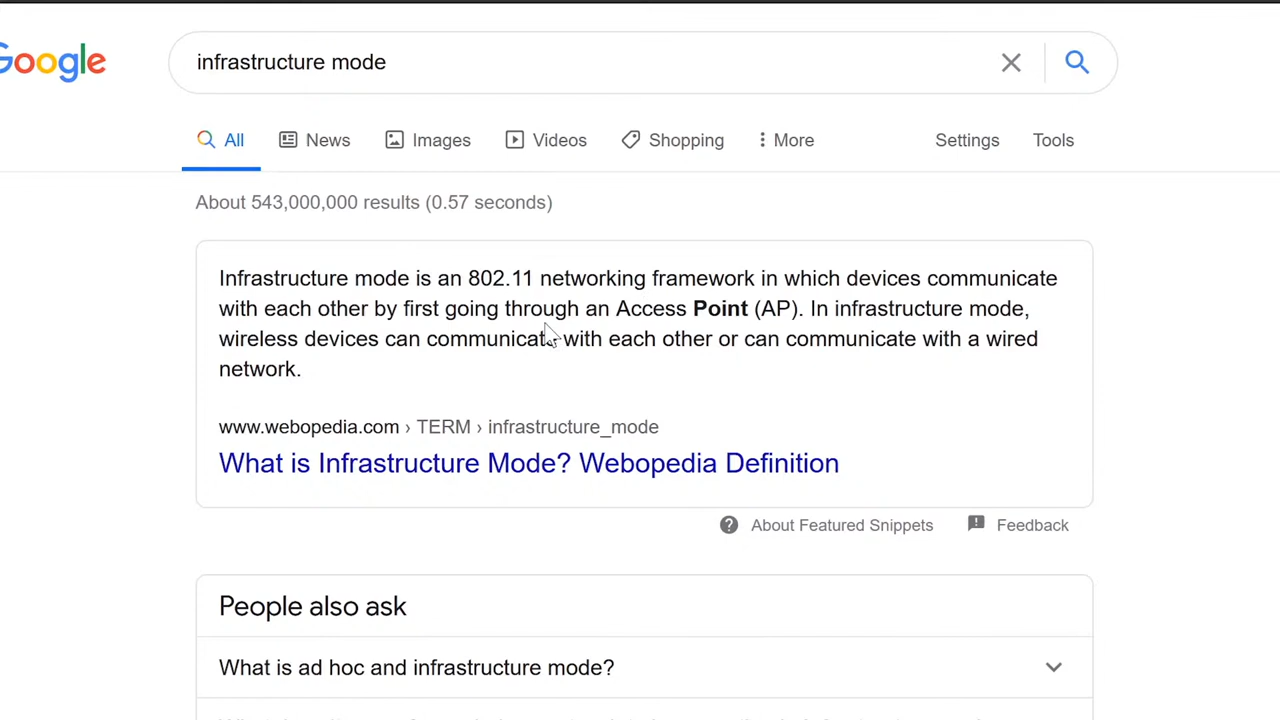 Google
infrastructure mode
All News Images Videos Shopping More Settings Tools
About 543,000,000 results (0.57 seconds)
Infrastructure mode is an 802.11 networking framework in which devices communicate
with each other by first going through an Access Point (AP). In infrastructure mode,
wireless devices can communicate with each other or can communicate with a wired
network.
www.webopedia.com › TERM › infrastructure_mode
What is Infrastructure Mode? Webopedia Definition
About Featured Snippets Feedback
People also ask
What is ad hoc and infrastructure mode?